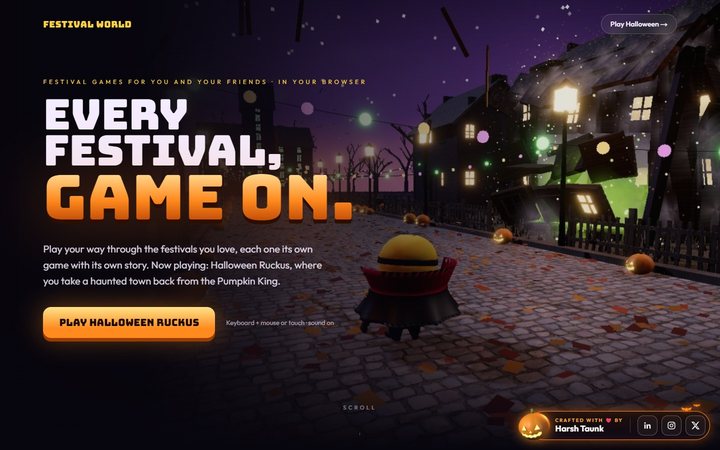 FESTIVAL WORLD
Play Halloween →
FESTIVAL GAMES FOR YOU AND YOUR FRIENDS · IN YOUR BROWSER
EVERY
FESTIVAL,
GAME ON.
Play your way through the festivals you love, each one its own
game with its own story. Now playing: Halloween Ruckus, where
you take a haunted town back from the Pumpkin King.
PLAY HALLOWEEN RUCKUS
Keyboard + mouse or touch · sound on
SCROLL
CRAFTED WITH ❤ BY
Harsh Taunk
in
X